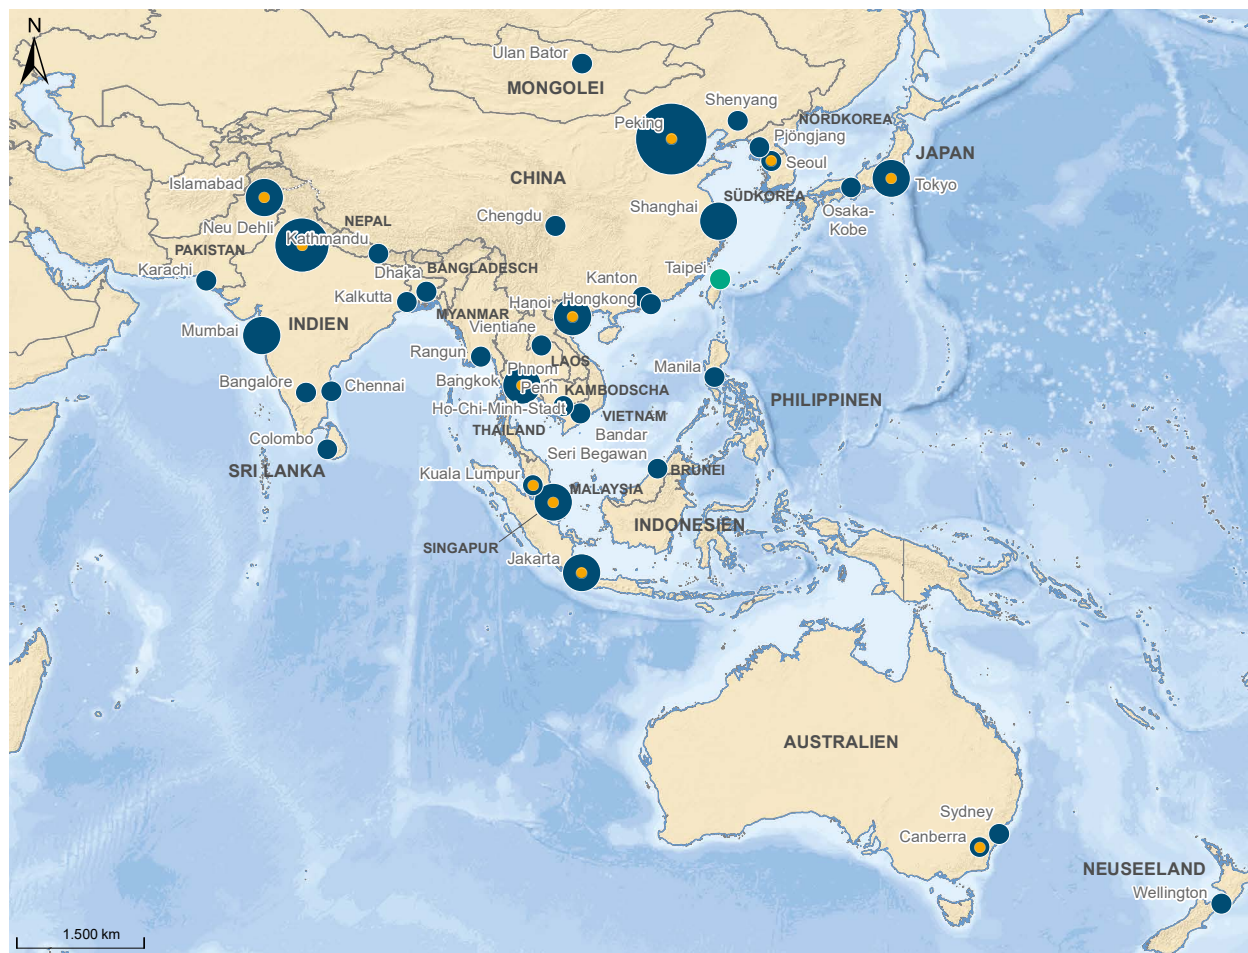 N
Ulan Bator
MONGOLEI
Shenyang
Peking
NORDKOREA
Pjöngjang
JAPAN
Seoul
CHINA
Islamabad
Tokyo
SÜDKOREA
Shanghai
Osaka-
Kobe
Chengdu
NEPAL
Neu Dehli
Kathmandu
PAKISTAN
Taipei
Karachi
Dhaka
BANGLADESCH
Kanton
Kalkutta
Hanoi
Hongkong
MYANMAR
INDIEN
Vientiane
Mumbai
Rangun
LAOS
Phnom
Penh
Manila
Bangkok
Bangalore
Chennai
KAMBODSCHA
PHILIPPINEN
Ho-Chi-Minh-Stadt
VIETNAM
THAILAND
Bandar
Seri Begawan
Colombo
SRI LANKA
BRUNEI
Kuala Lumpur
MALAYSIA
INDONESIEN
SINGAPUR
Jakarta
AUSTRALIEN
Sydney
Canberra
NEUSEELAND
Wellington
1.500 km